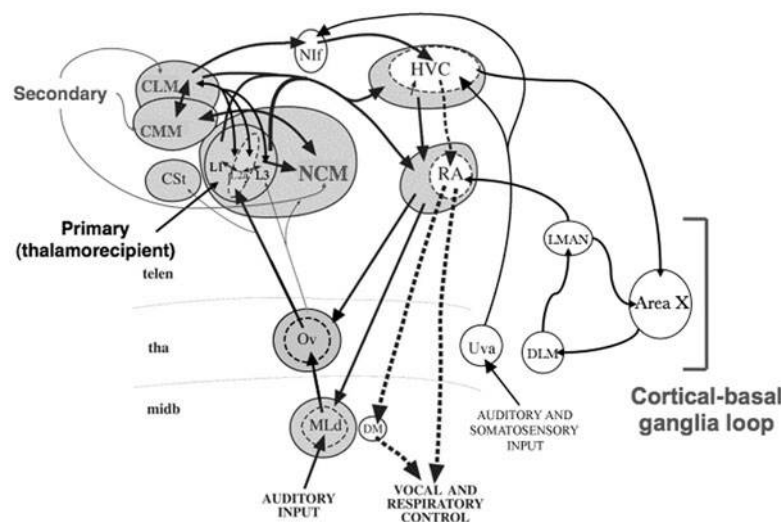 NIf
HVC
CLM
Secondary
CMM
L1
L2a
L3
NCM
CSt
RA
Primary
(thalamorecipient)
LMAN
telen
Area X
Ov
Uva
DLM
tha
Cortical-basal
ganglia loop
midb
AUDITORY AND
SOMATOSENSORY
INPUT
MLd
DM
AUDITORY
INPUT
VOCAL AND
RESPIRATORY
CONTROL